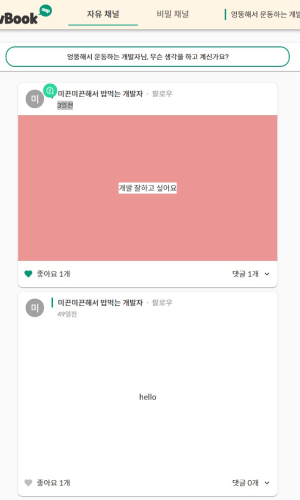 vBook
자유 채널
비밀 채널
엉뚱해서 운동하는 개발
엉뚱해서 운동하는 개발자님, 무슨 생각을 하고 계신가요?
미
미끈미끈해서 밥먹는 개발자 · 팔로우
3일전
개발 잘하고 싶어요
좋아요 1개
댓글 1개
미
미끈미끈해서 밥먹는 개발자 · 팔로우
49일전
hello
좋아요 1개
댓글 0개